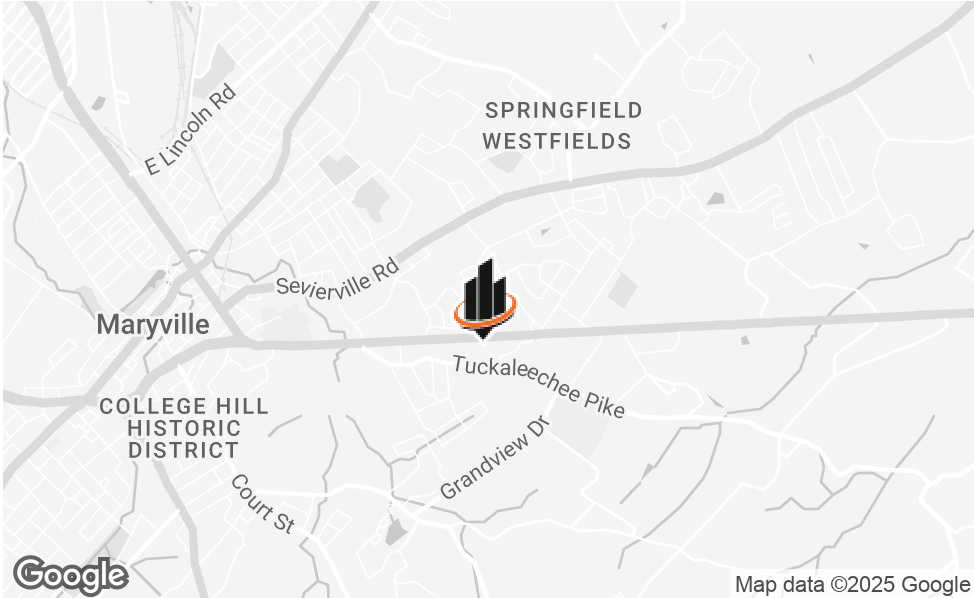 E Lincoln Rd
SPRINGFIELD
WESTFIELDS
Sevierville Rd
Maryville
Tuckaleechee Pike
COLLEGE HILL
HISTORIC
DISTRICT
Grandview Dr
Court St
Google
Map data ©2025 Google